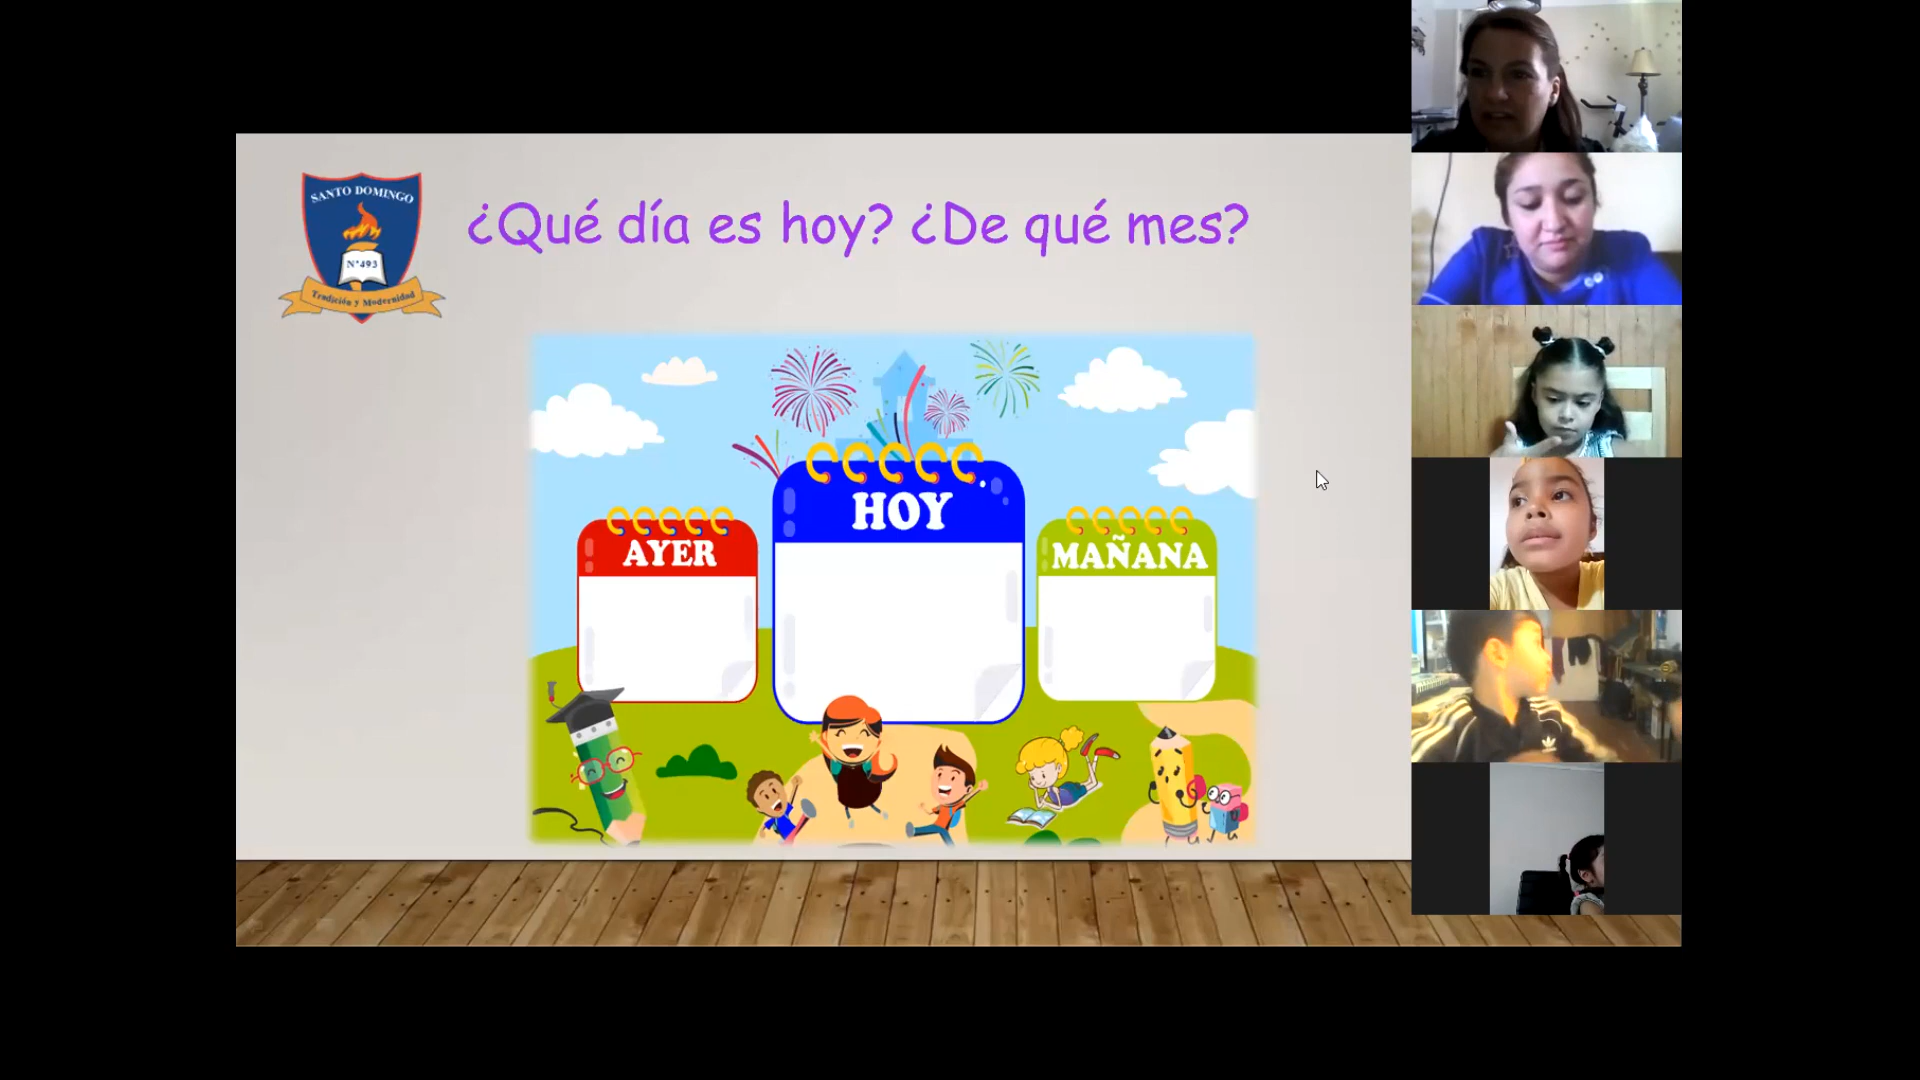 SANTO DOMINGO
N°493
Tradición y Modernidad
¿Qué día es hoy? ¿De qué mes?
AYER
HOY
MAÑANA